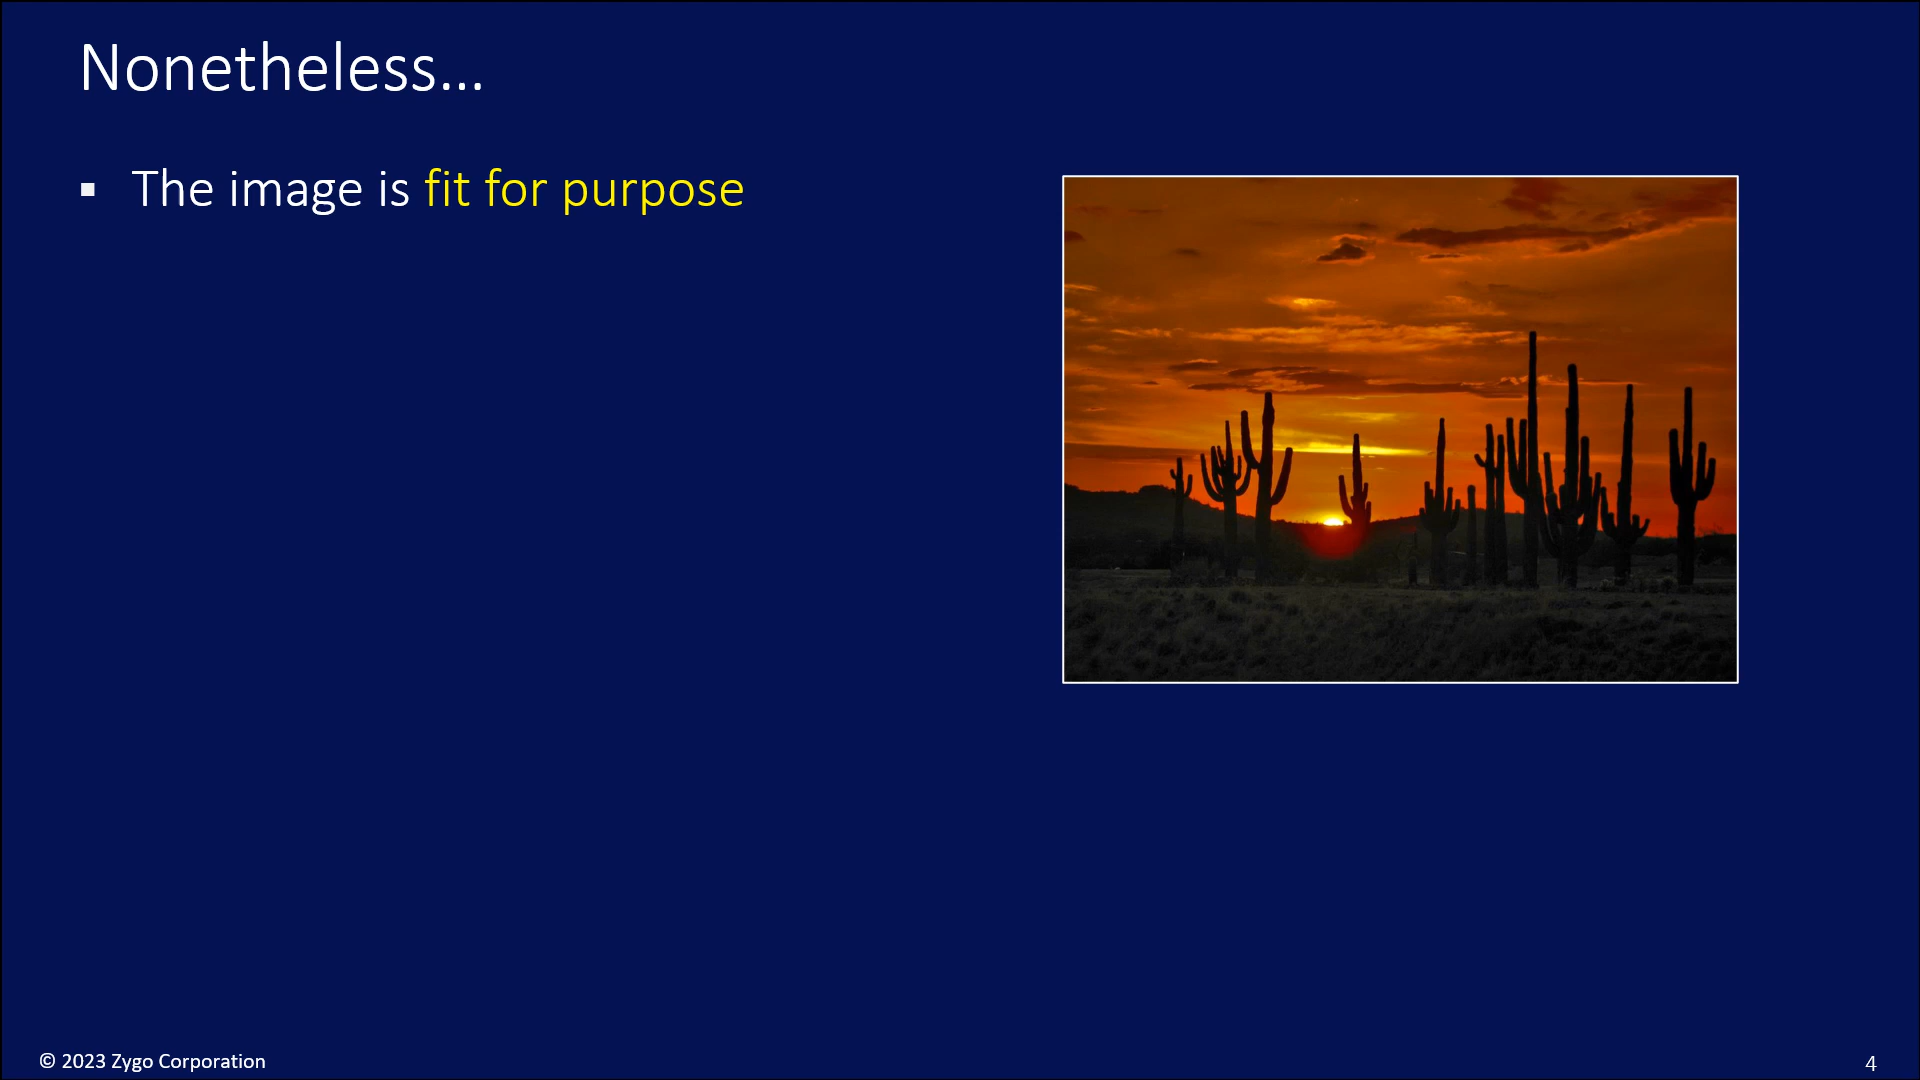 Nonetheless...
▪ The image is fit for purpose
© 2023 Zygo Corporation
4